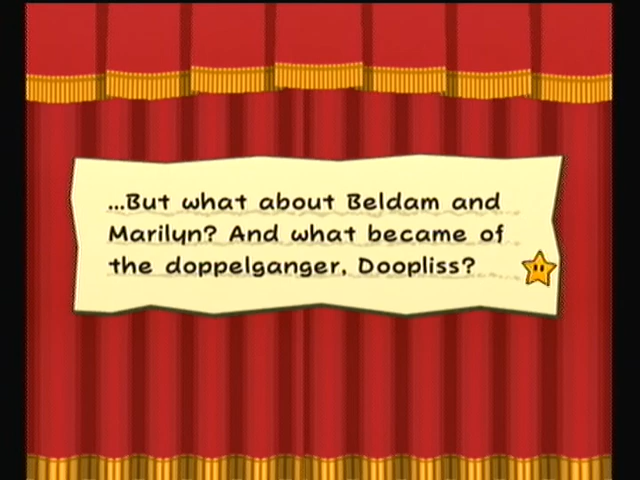 ...But what about Beldam and
Marilyn? And what became of
the doppelganger, Doopliss?